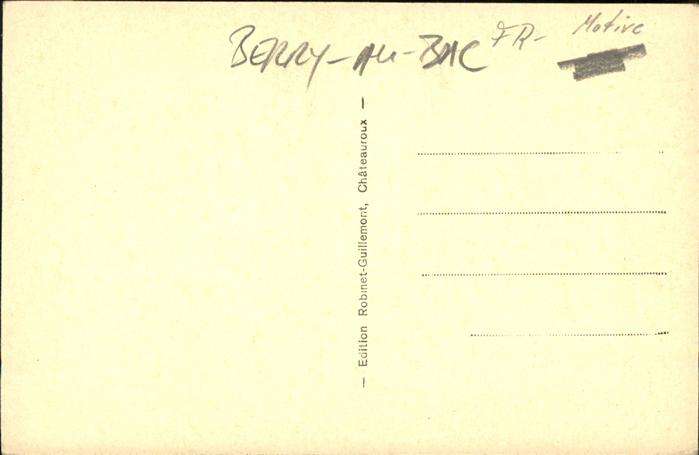 BERRY-AU-BAC FR- Motive
— Edition Robinet-Guillemont, Châteauroux —